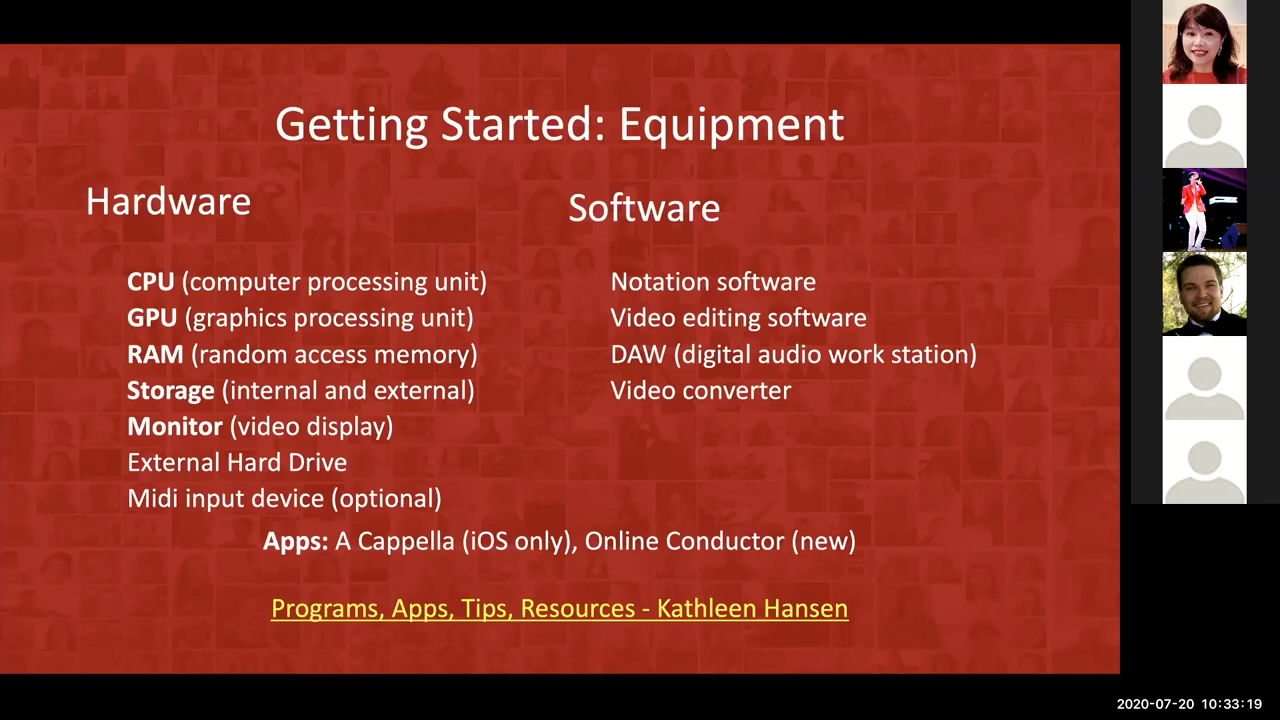 Getting Started: Equipment
Hardware
CPU (computer processing unit)
GPU (graphics processing unit)
RAM (random access memory)
Storage (internal and external)
Monitor (video display)
External Hard Drive
Midi input device (optional)
Software
Notation software
Video editing software
DAW (digital audio work station)
Video converter
Apps: A Cappella (iOS only), Online Conductor (new)
Programs, Apps, Tips, Resources - Kathleen Hansen
2020-07-20 10:33:19